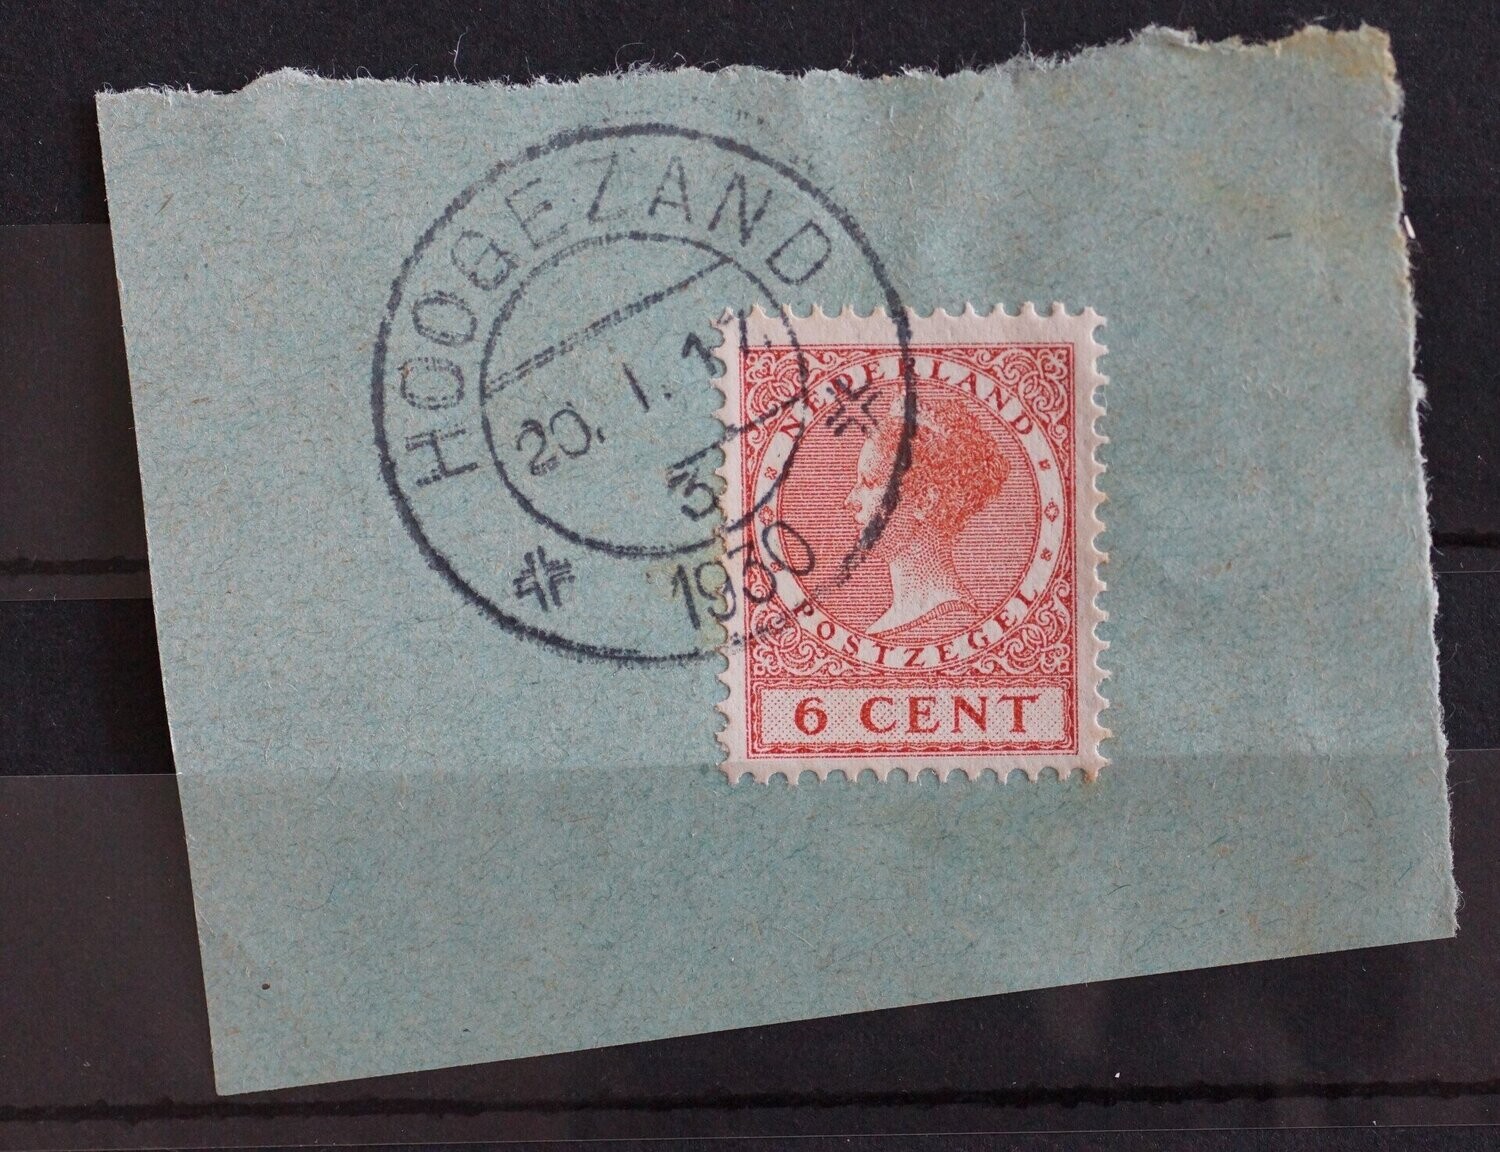 HOOGEZAND
20. I. 1
3
1930
NEDERLAND
POSTZEGEL
6 CENT